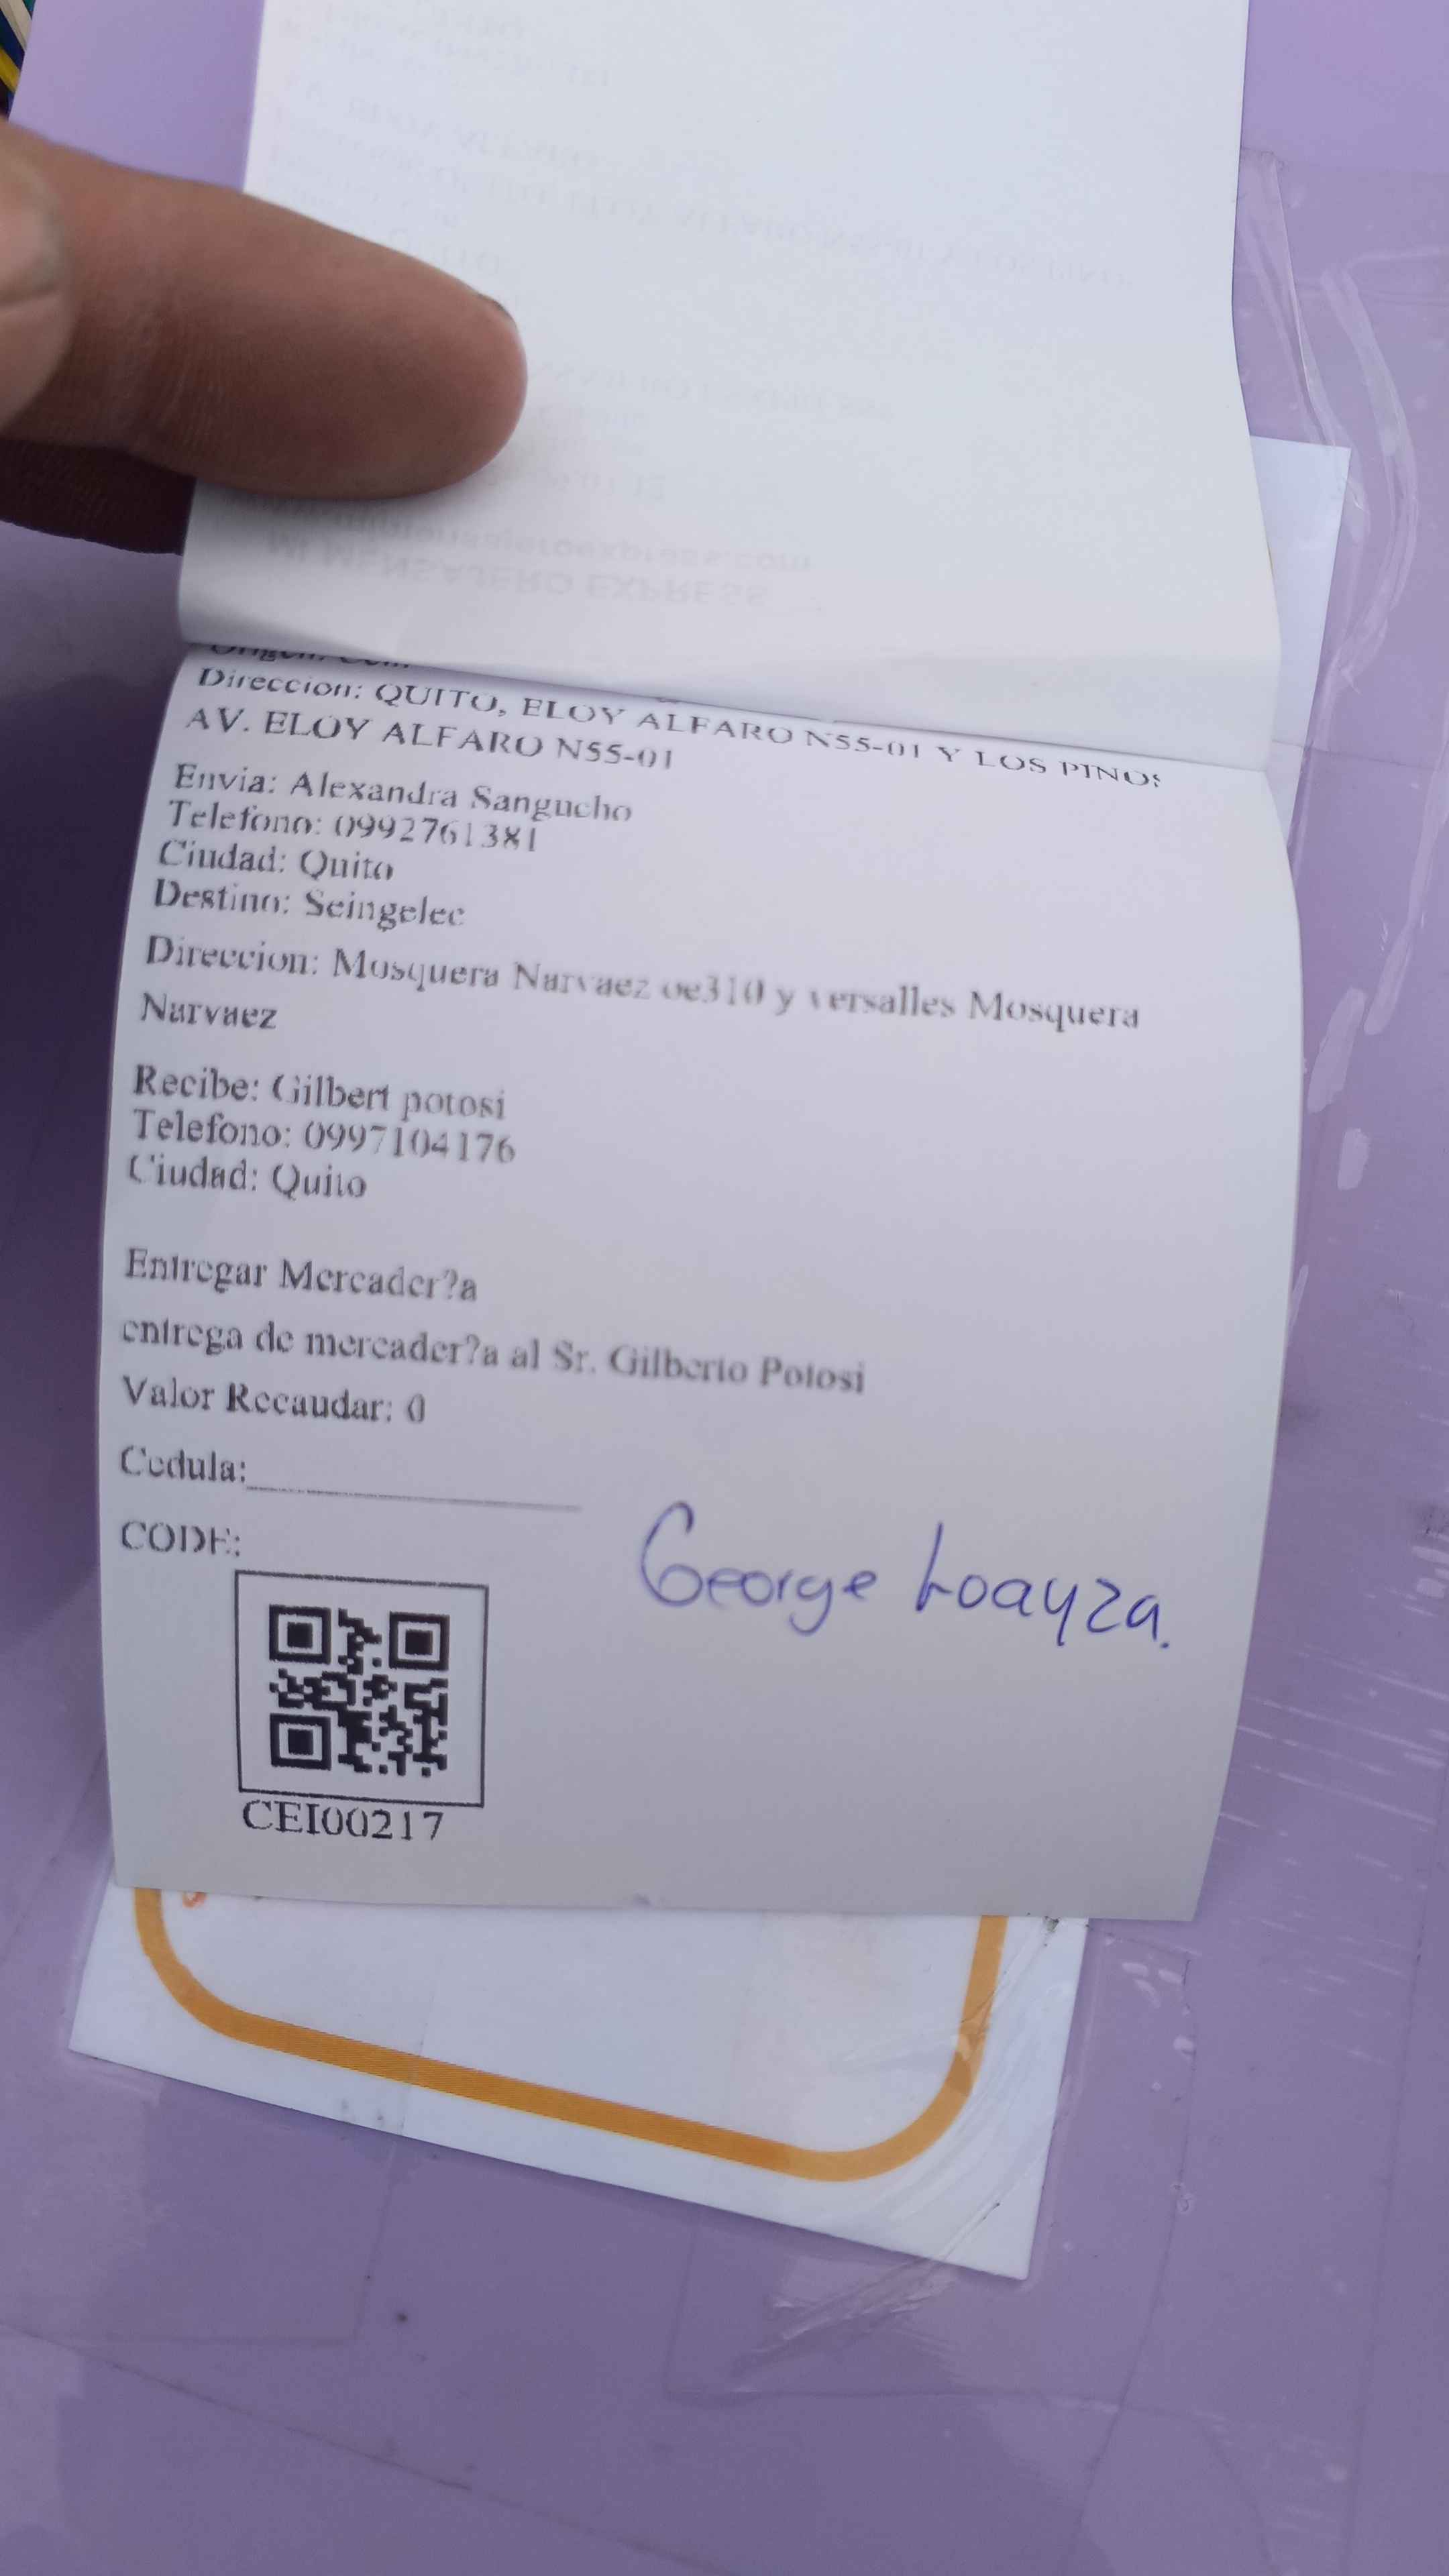 Direccion: QUITO, ELOY ALFARO N55-01 Y LOS PINOS
AV. ELOY ALFARO N55-01
Envia: Alexandra Sangucho
Telefono: 0992761381
Ciudad: Quito
Destino: Seingelec
Direccion: Mosquera Narvaez oe310 y versalles Mosquera
Narvaez
Recibe: Gilbert potosi
Telefono: 0997104176
Ciudad: Quito
Entregar Mercader?a
entrega de mercader?a al Sr. Gilberto Potosi
Valor Recaudar: 0
Cedula:
George Loayza.
CODE:
CEI00217